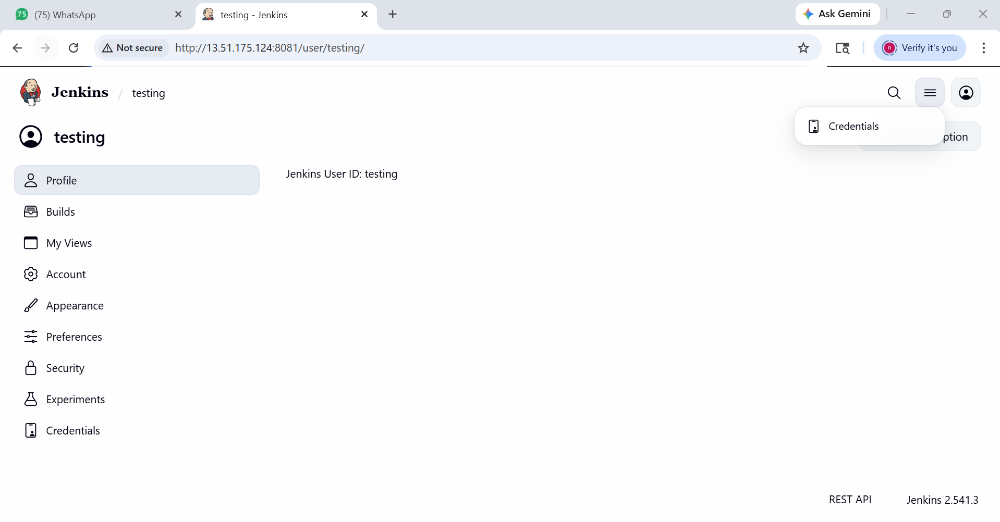 75 (75) WhatsApp
testing - Jenkins
Ask Gemini
Not secure http://13.51.175.124:8081/user/testing/
n Verify it's you
Jenkins / testing
Credentials
testing
ption
Profile
Jenkins User ID: testing
Builds
My Views
Account
Appearance
Preferences
Security
Experiments
Credentials
REST API
Jenkins 2.541.3